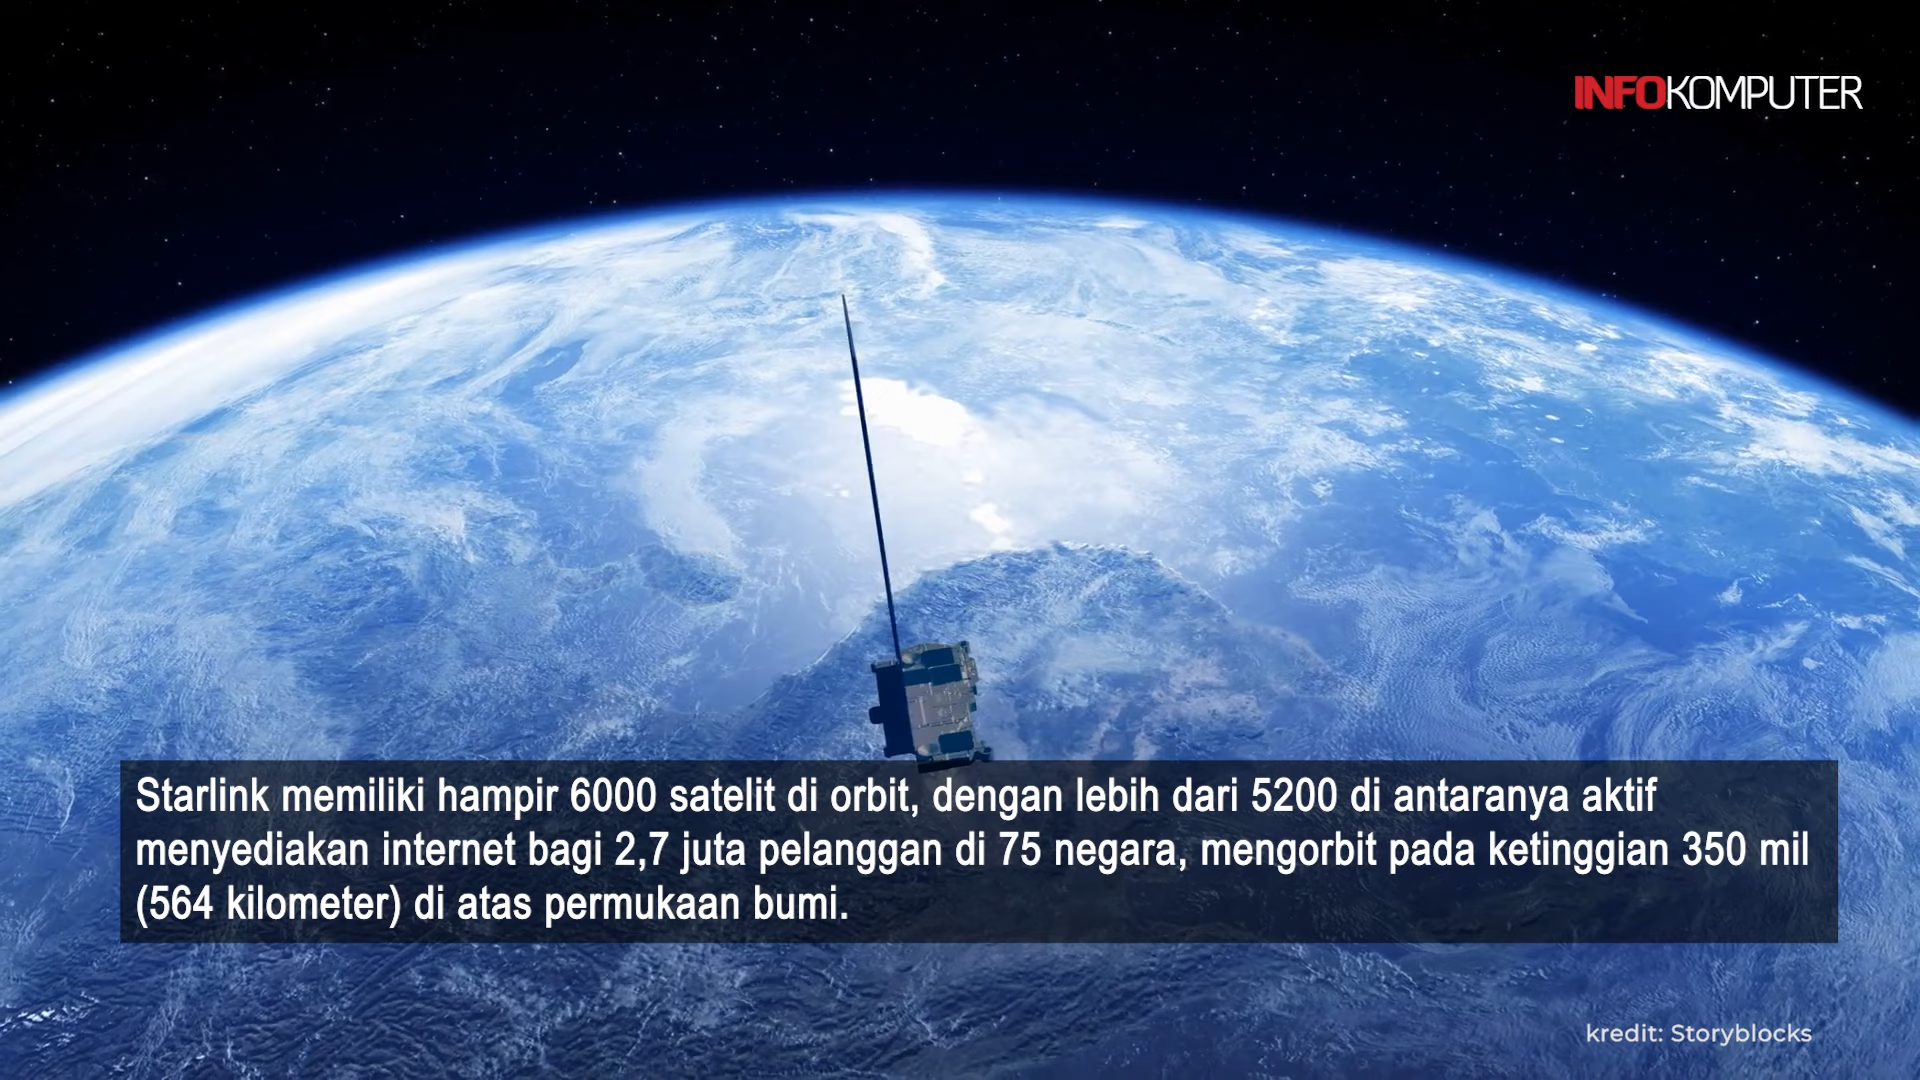 INFOKOMPUTER
Starlink memiliki hampir 6000 satelit di orbit, dengan lebih dari 5200 di antaranya aktif
menyediakan internet bagi 2,7 juta pelanggan di 75 negara, mengorbit pada ketinggian 350 mil
(564 kilometer) di atas permukaan bumi.
kredit: Storyblocks